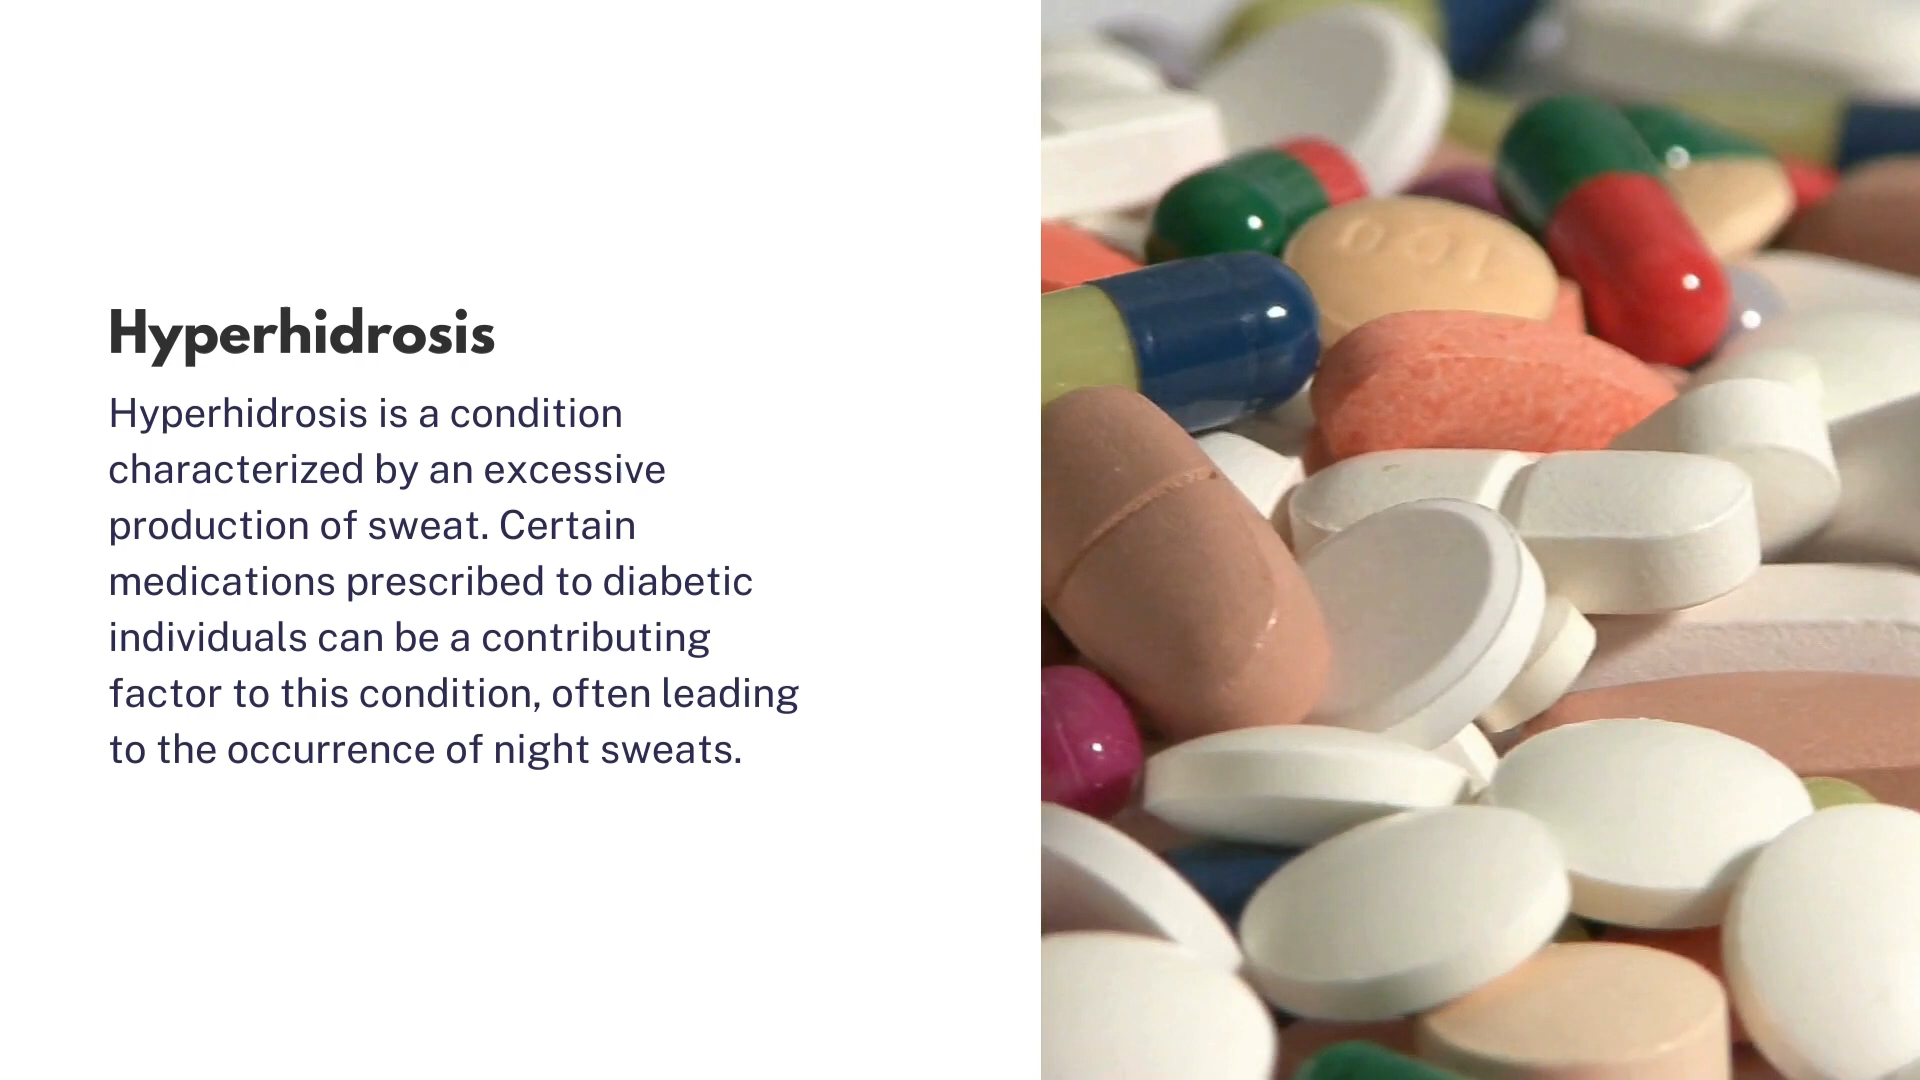 Hyperhidrosis
Hyperhidrosis is a condition
characterized by an excessive
production of sweat. Certain
medications prescribed to diabetic
individuals can be a contributing
factor to this condition, often leading
to the occurrence of night sweats.